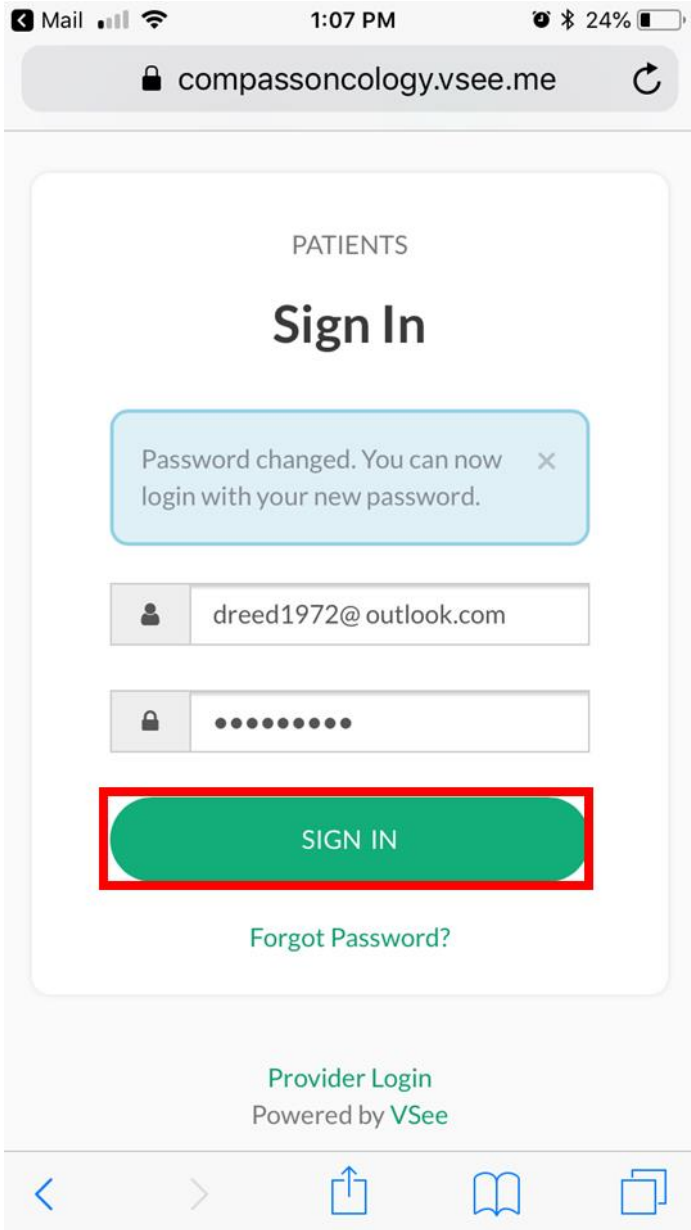 Mail 1:07 PM 24%
compassoncology.vsee.me
PATIENTS
Sign In
Password changed. You can now
login with your new password.
dreed1972@ outlook.com
•••••••••
SIGN IN
Forgot Password?
Provider Login
Powered by VSee